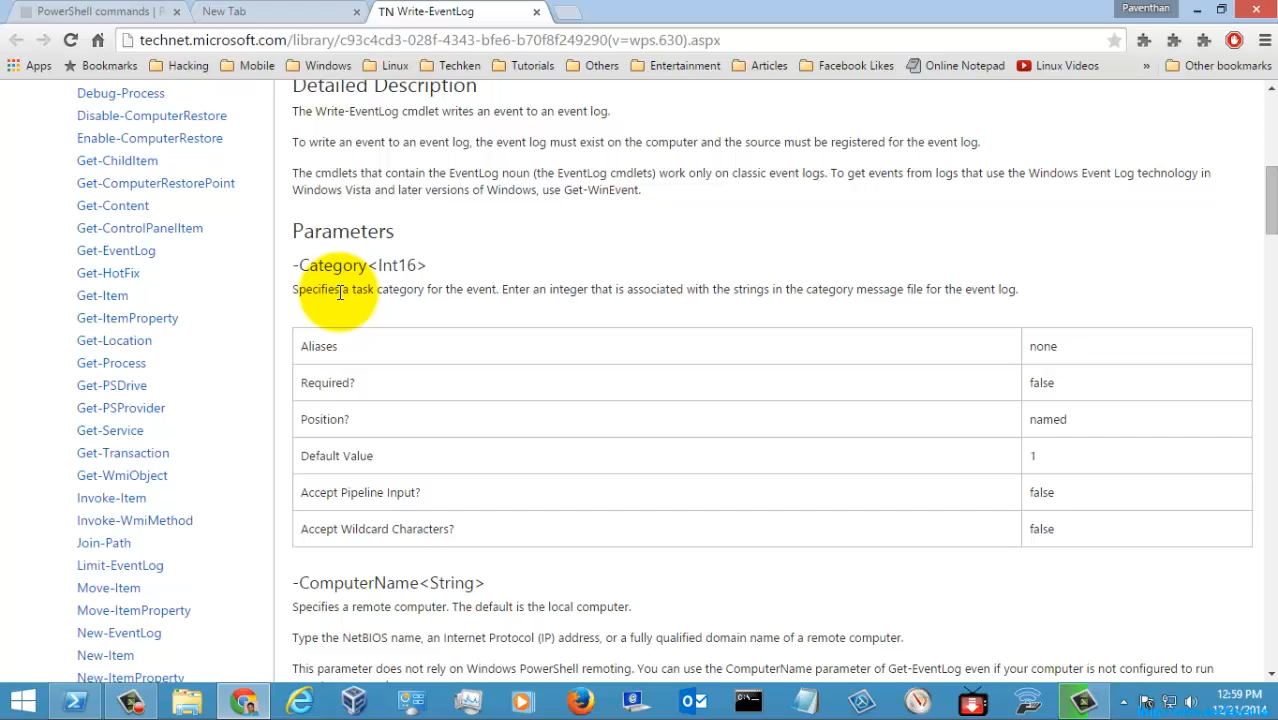 PowerShell commands | P
New Tab
TN Write-EventLog
Paventhan
technet.microsoft.com/library/c93c4cd3-028f-4343-bfe6-b70f8f249290(v=wps.630).aspx
Apps
Bookmarks
Hacking
Mobile
Windows
Linux
Techken
Tutorials
Others
Entertainment
Articles
Facebook Likes
Online Notepad
Linux Videos
»
Other bookmarks
Debug-Process
Disable-ComputerRestore
Enable-ComputerRestore
Get-ChildItem
Get-ComputerRestorePoint
Get-Content
Get-ControlPanelItem
Get-EventLog
Get-HotFix
Get-Item
Get-ItemProperty
Get-Location
Get-Process
Get-PSDrive
Get-PSProvider
Get-Service
Get-Transaction
Get-WmiObject
Invoke-Item
Invoke-WmiMethod
Join-Path
Limit-EventLog
Move-Item
Move-ItemProperty
New-EventLog
New-Item
New-ItemProperty
Detailed Description
The Write-EventLog cmdlet writes an event to an event log.
To write an event to an event log, the event log must exist on the computer and the source must be registered for the event log.
The cmdlets that contain the EventLog noun (the EventLog cmdlets) work only on classic event logs. To get events from logs that use the Windows Event Log technology in
Windows Vista and later versions of Windows, use Get-WinEvent.
Parameters
-Category<Int16>
Specifies a task category for the event. Enter an integer that is associated with the strings in the category message file for the event log.
Aliases none
Required? false
Position? named
Default Value 1
Accept Pipeline Input? false
Accept Wildcard Characters? false
-ComputerName<String>
Specifies a remote computer. The default is the local computer.
Type the NetBIOS name, an Internet Protocol (IP) address, or a fully qualified domain name of a remote computer.
This parameter does not rely on Windows PowerShell remoting. You can use the ComputerName parameter of Get-EventLog even if your computer is not configured to run
12:59 PM
12/31/2014